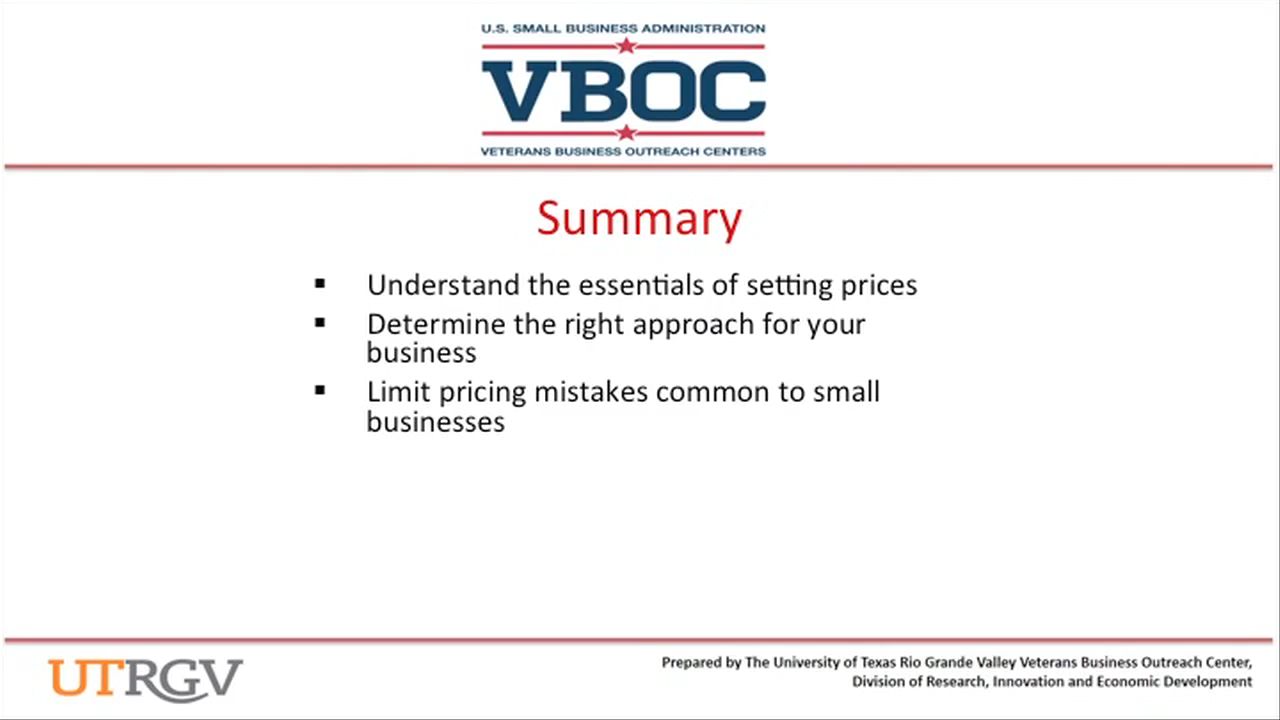 U.S. SMALL BUSINESS ADMINISTRATION
VBOC
VETERANS BUSINESS OUTREACH CENTERS
Summary
▪ Understand the essentials of setting prices
▪ Determine the right approach for your
business
▪ Limit pricing mistakes common to small
businesses
UTRGV
Prepared by The University of Texas Rio Grande Valley Veterans Business Outreach Center,
Division of Research, Innovation and Economic Development